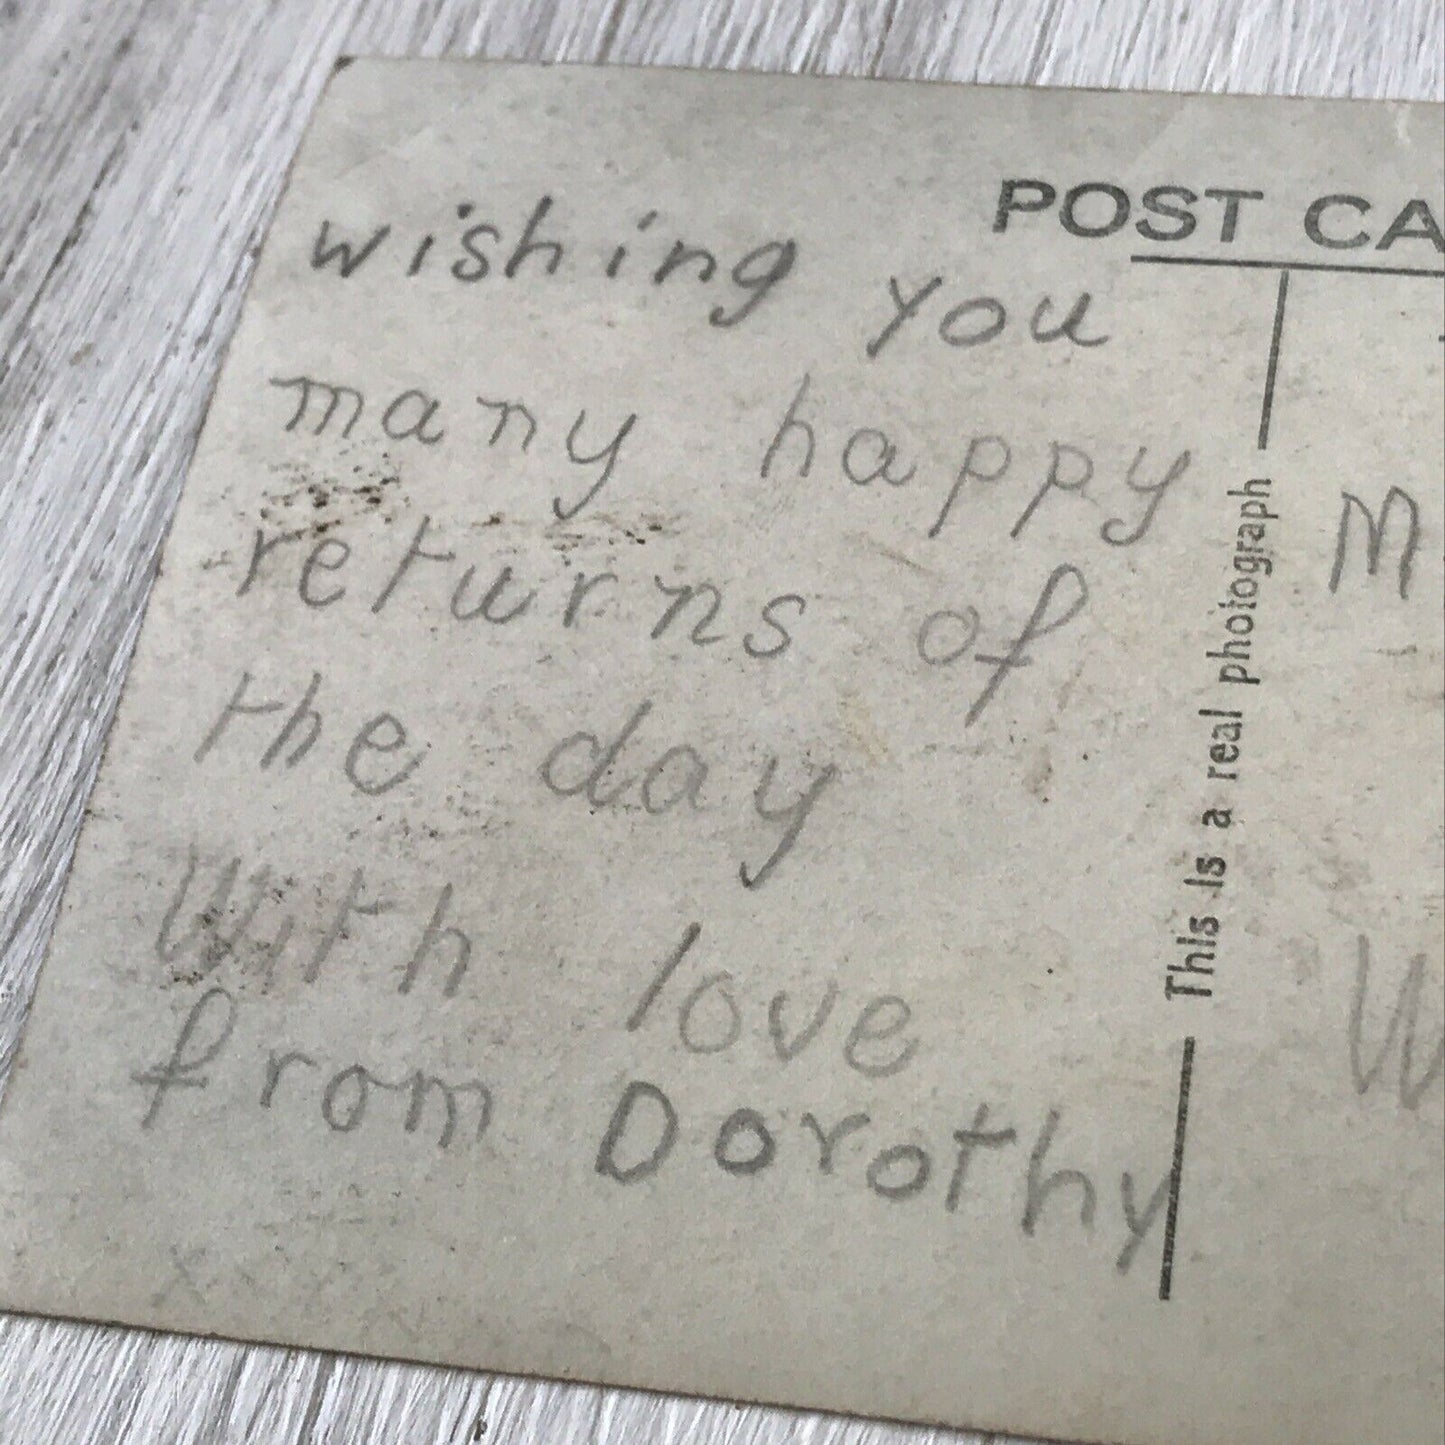 POST CA
wishing you
many happy
returns of
the day
With love
from Dorothy
This is a real photograph
M
W